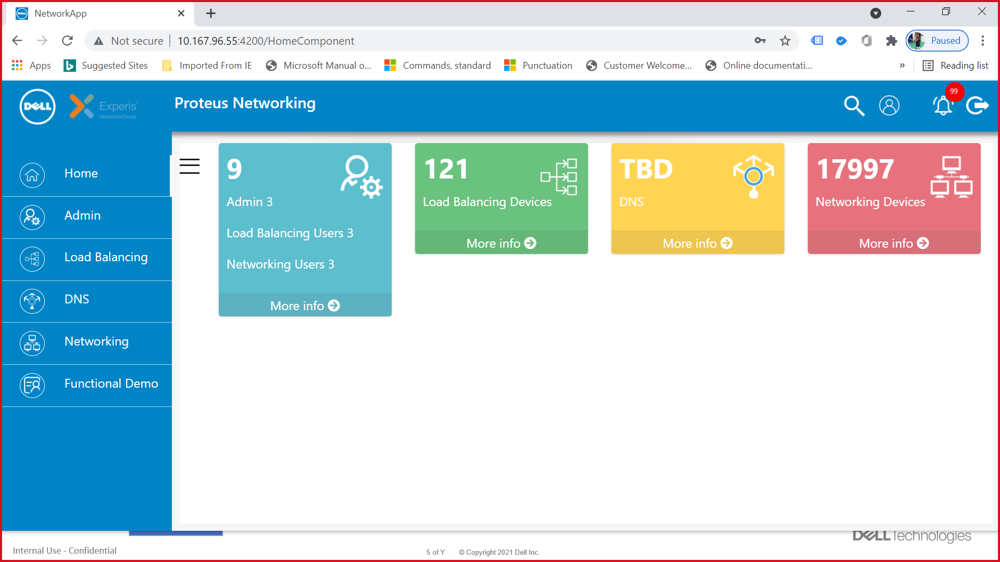 NetworkApp
Not secure
10.167.96.55:4200/HomeComponent
Paused
Apps
Suggested Sites
Imported From IE
Microsoft Manual o...
Commands, standard
Punctuation
Customer Welcome...
Online documentati...
»
Reading list
DELL
Experis
ManpowerGroup
Proteus Networking
99
Home
Admin
Load Balancing
DNS
Networking
Functional Demo
9
Admin 3
Load Balancing Users 3
Networking Users 3
More info
121
Load Balancing Devices
More info
TBD
DNS
More info
17997
Networking Devices
More info
DELL Technologies
Internal Use - Confidential
5 of Y
© Copyright 2021 Dell Inc.